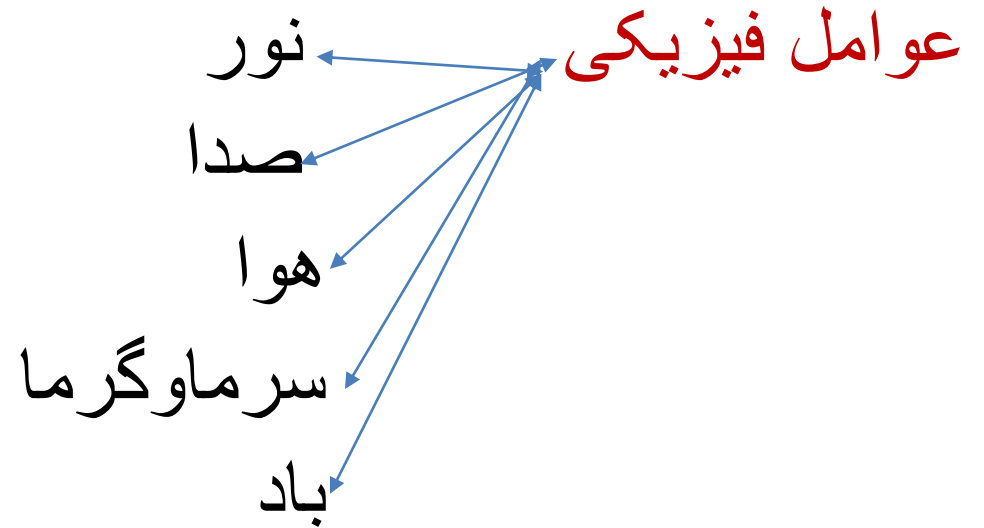 عوامل فیزیکی
نور
صدا
هوا
سرماوگرما
باد